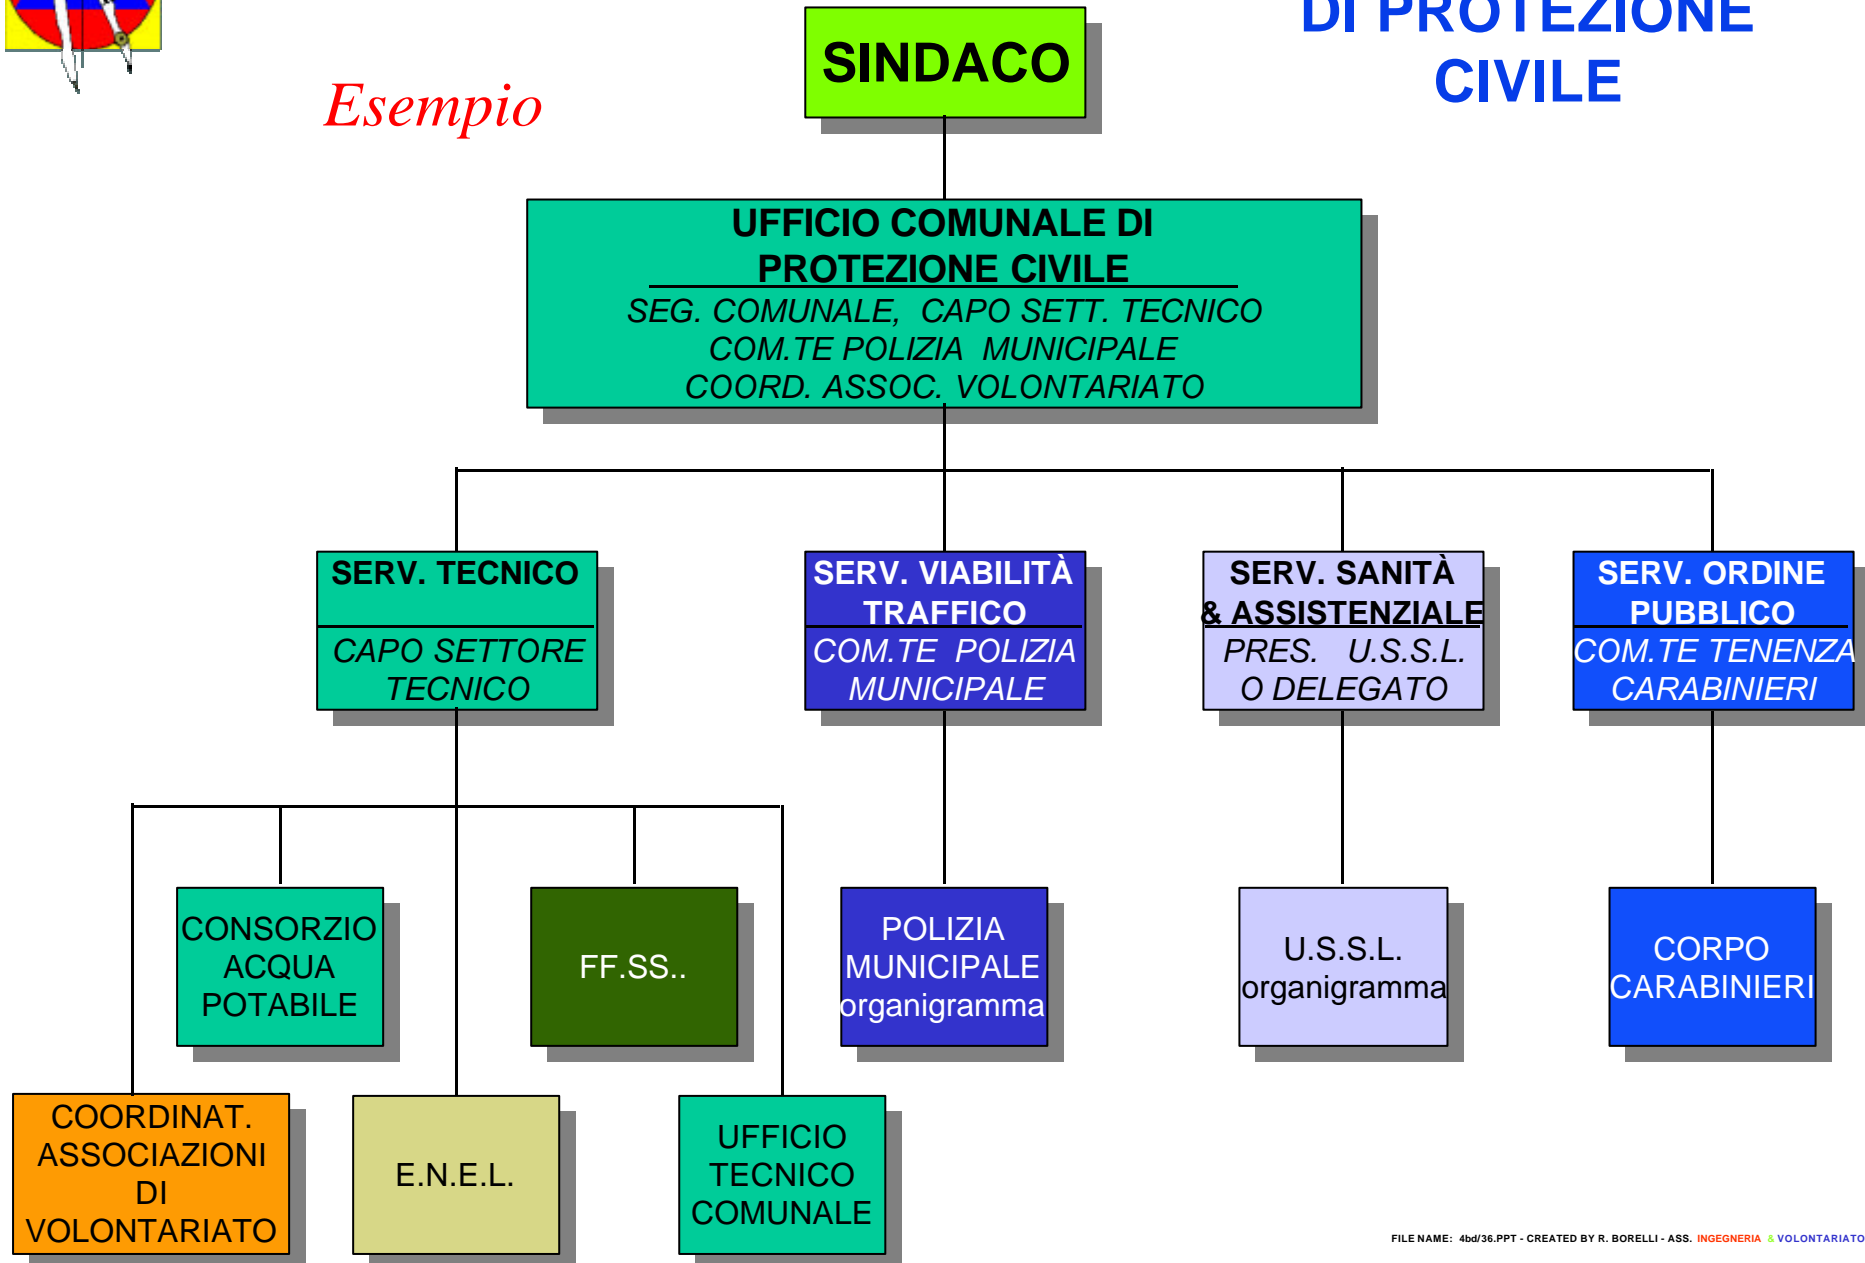 DI PROTEZIONE
CIVILE
Esempio
SINDACO
UFFICIO COMUNALE DI
PROTEZIONE CIVILE
SEG. COMUNALE, CAPO SETT. TECNICO
COM.TE POLIZIA MUNICIPALE
COORD. ASSOC. VOLONTARIATO
SERV. TECNICO
CAPO SETTORE
TECNICO
SERV. VIABILITÀ
TRAFFICO
COM.TE POLIZIA
MUNICIPALE
SERV. SANITÀ
& ASSISTENZIALE
PRES. U.S.S.L.
O DELEGATO
SERV. ORDINE
PUBBLICO
COM.TE TENENZA
CARABINIERI
CONSORZIO
ACQUA
POTABILE
FF.SS..
POLIZIA
MUNICIPALE
organigramma
U.S.S.L.
organigramma
CORPO
CARABINIERI
COORDINAT.
ASSOCIAZIONI
DI
VOLONTARIATO
E.N.E.L.
UFFICIO
TECNICO
COMUNALE
FILE NAME: 4bd/36.PPT - CREATED BY R. BORELLI - ASS. INGEGNERIA & VOLONTARIATO